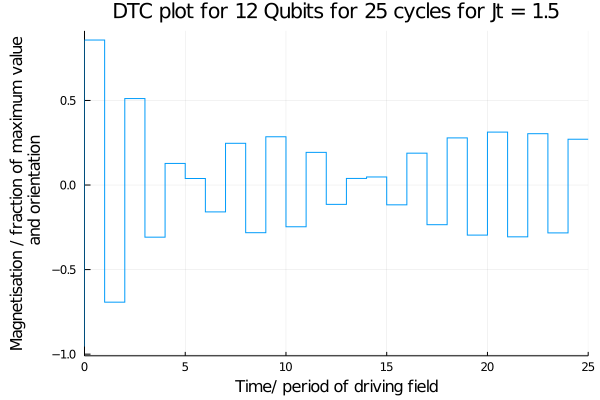 DTC plot for 12 Qubits for 25 cycles for Jt = 1.5
Magnetisation / fraction of maximum value
and orientation
0.5
0.0
−0.5
−1.0
0 5 10 15 20 25
Time/ period of driving field